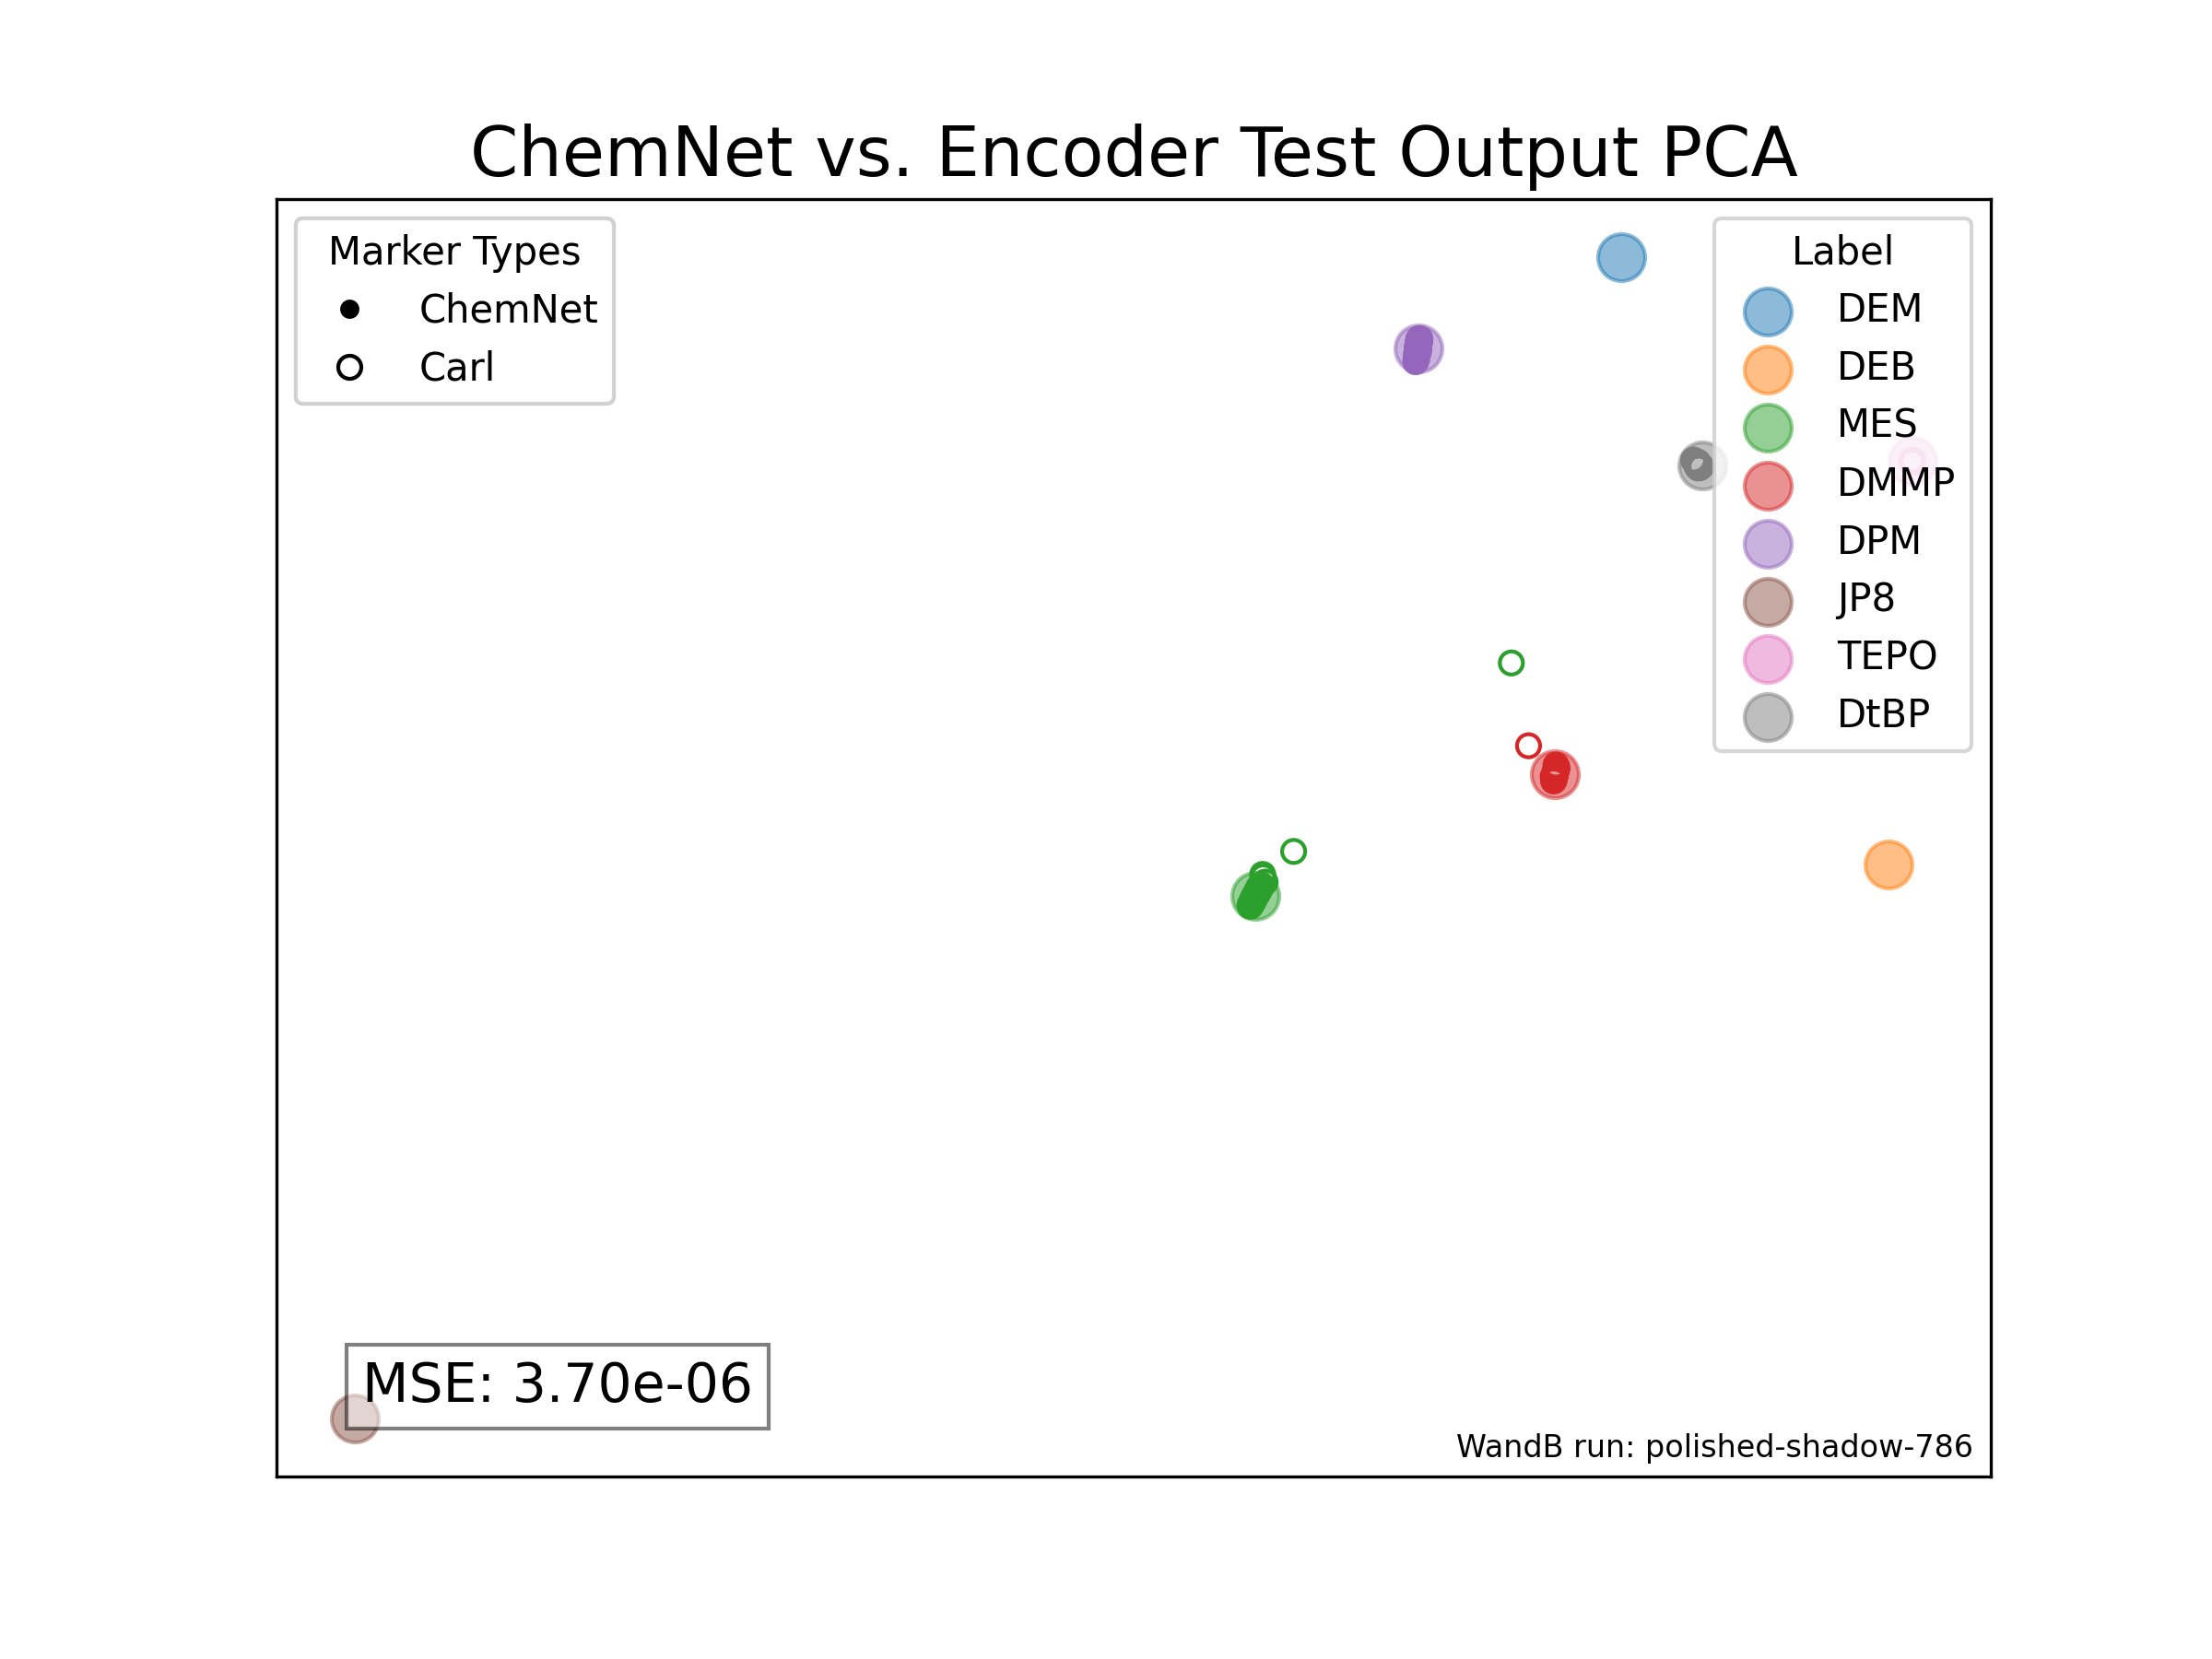 ChemNet vs. Encoder Test Output PCA
Marker Types
ChemNet
Carl
Label
DEM
DEB
MES
DMMP
DPM
JP8
TEPO
DtBP
MSE: 3.70e-06
WandB run: polished-shadow-786